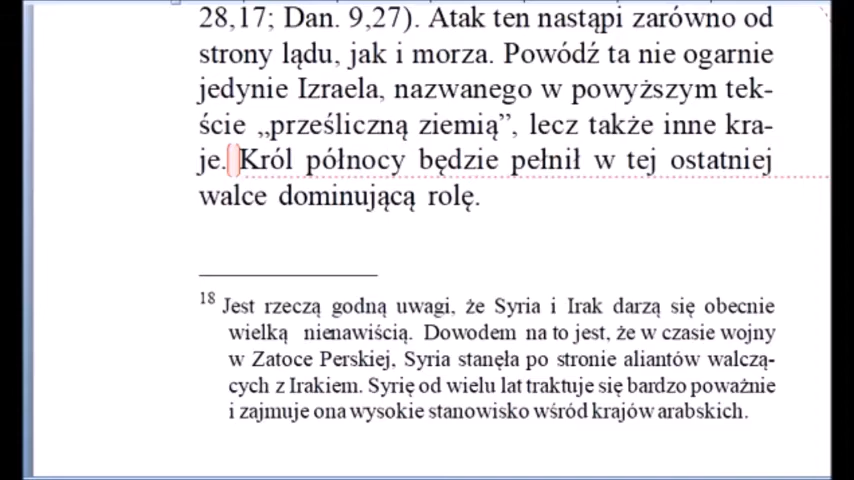 28,17; Dan. 9,27). Atak ten nastąpi zarówno od
strony lądu, jak i morza. Powódź ta nie ogarnie
jedynie Izraela, nazwanego w powyższym tek-
ście „prześliczną ziemią”, lecz także inne kra-
je. Król północy będzie pełnił w tej ostatniej
walce dominującą rolę.
18 Jest rzeczą godną uwagi, że Syria i Irak darzą się obecnie
wielką nienawiścią. Dowodem na to jest, że w czasie wojny
w Zatoce Perskiej, Syria stanęła po stronie aliantów walczą-
cych z Irakiem. Syrię od wielu lat traktuje się bardzo poważnie
i zajmuje ona wysokie stanowisko wśród krajów arabskich.